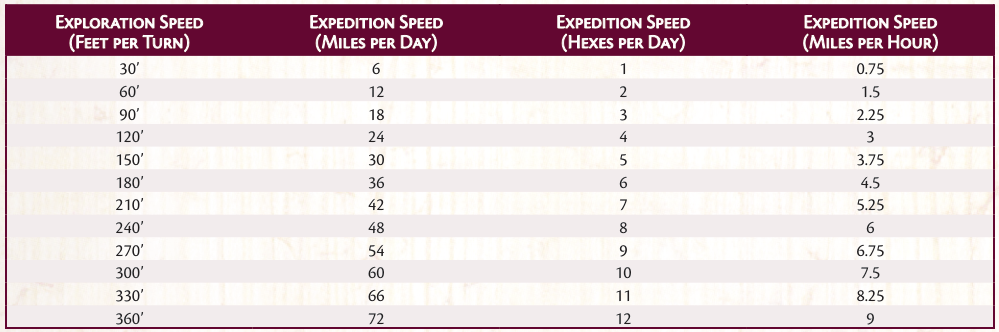 Exploration Speed Expedition Speed Expedition Speed Expedition Speed
(Feet per Turn) (Miles per Day) (Hexes per Day) (Miles per Hour)
30’ 6 1 0.75
60’ 12 2 1.5
90’ 18 3 2.25
120’ 24 4 3
150’ 30 5 3.75
180’ 36 6 4.5
210’ 42 7 5.25
240’ 48 8 6
270’ 54 9 6.75
300’ 60 10 7.5
330’ 66 11 8.25
360’ 72 12 9